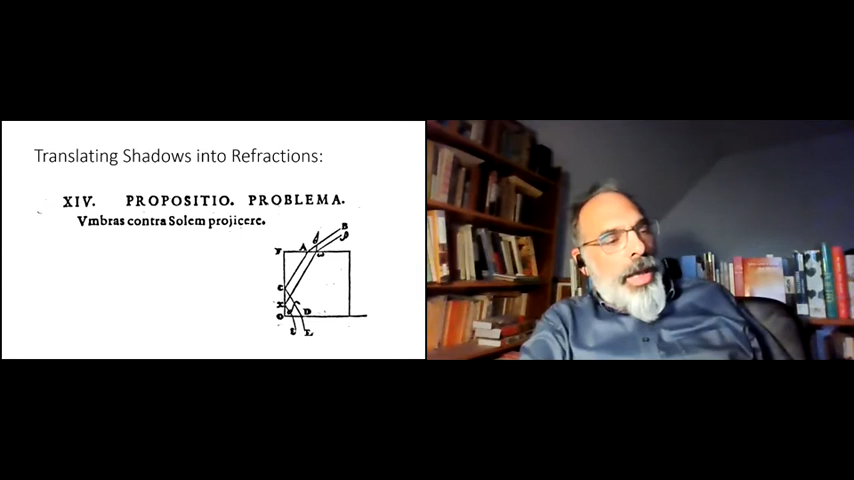 Translating Shadows into Refractions:
XIV. PROPOSITIO. PROBLEMA.
Vmbras contra Solem projicere.
B
A
C
D